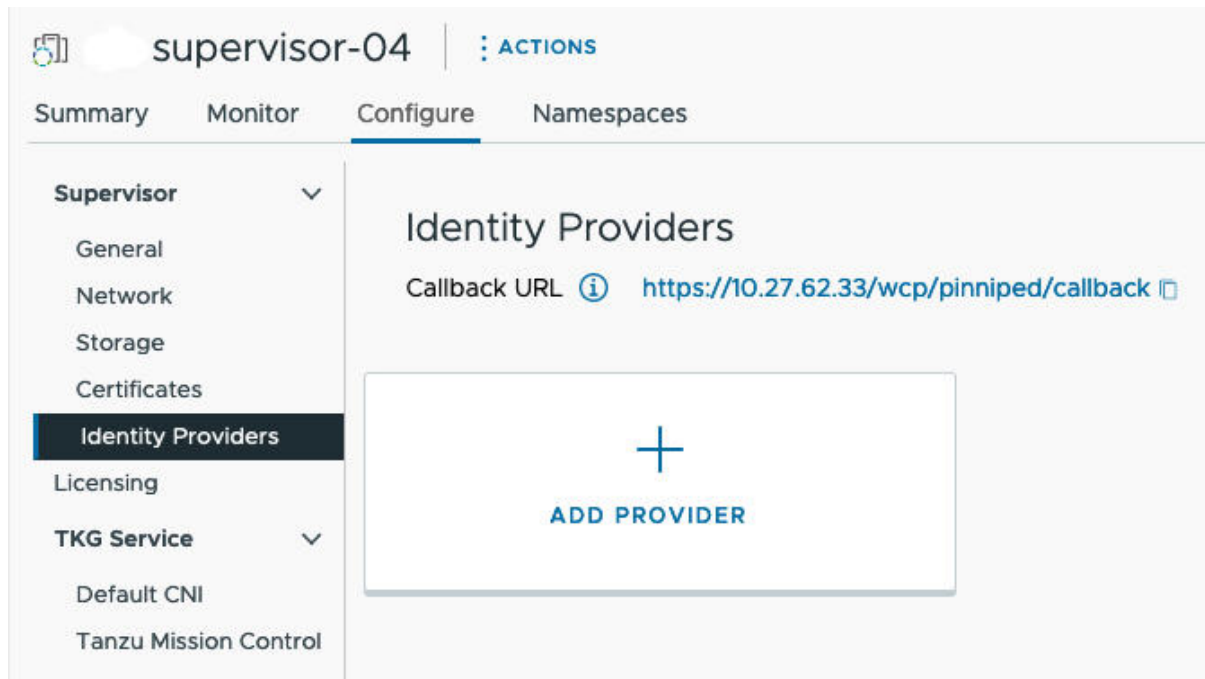 supervisor-04 ACTIONS
Summary Monitor Configure Namespaces
Supervisor
General
Network
Storage
Certificates
Identity Providers
Licensing
TKG Service
Default CNI
Tanzu Mission Control
Identity Providers
Callback URL https://10.27.62.33/wcp/pinniped/callback
ADD PROVIDER